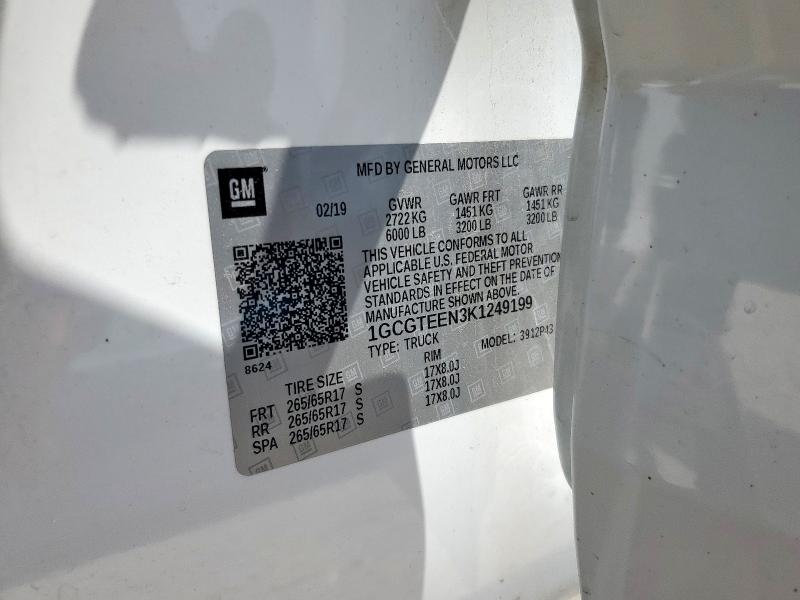 GM
MFD BY GENERAL MOTORS LLC
02/19
GVWR GAWR FRT GAWR RR
2722 KG 1451 KG 1451 KG
6000 LB 3200 LB 3200 LB
THIS VEHICLE CONFORMS TO ALL
APPLICABLE U.S. FEDERAL MOTOR
VEHICLE SAFETY AND THEFT PREVENTION
STANDARDS IN EFFECT ON THE DATE OF
MANUFACTURE SHOWN ABOVE.
1GCGTEEN3K1249199
TYPE: TRUCK MODEL: 3912P43
8624
TIRE SIZE RIM
FRT 265/65R17 S 17X8.0J
RR 265/65R17 S 17X8.0J
SPA 265/65R17 S 17X8.0J